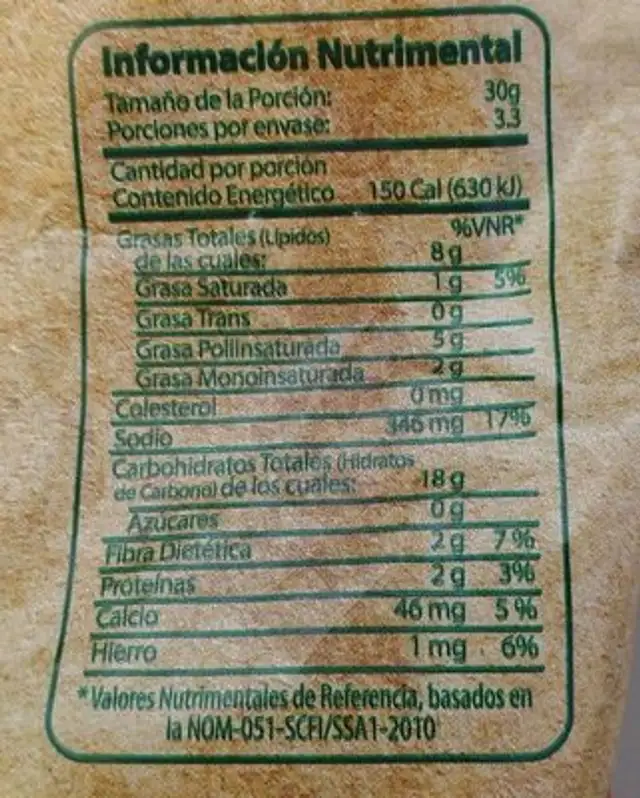 Información Nutrimental
Tamaño de la Porción: 30g
Porciones por envase: 3.3
Cantidad por porción
Contenido Energético 150 Cal (630 kJ)
%VNR*
Grasas Totales (Lípidos)
de las cuales: 8 g
Grasa Saturada 1 g 5%
Grasa Trans 0 g
Grasa Poliinsaturada 5 g
Grasa Monoinsaturada 2 g
Colesterol 0 mg
Sodio 346 mg 17%
Carbohidratos Totales (Hidratos
de Carbono) de los cuales: 18 g
Azúcares 0 g
Fibra Dietética 2 g 7%
Proteínas 2 g 3%
Calcio 46 mg 5%
Hierro 1 mg 6%
*Valores Nutrimentales de Referencia, basados en
la NOM-051-SCFI/SSA1-2010